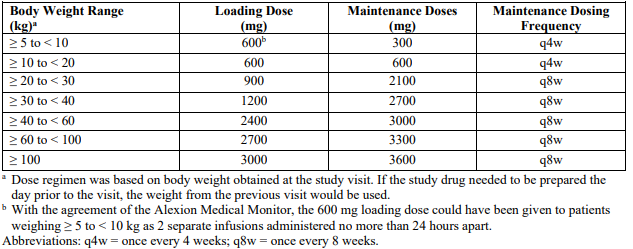 Body Weight Range (kg)ᵃ | Loading Dose (mg) | Maintenance Doses (mg) | Maintenance Dosing Frequency
≥ 5 to < 10 | 600ᵇ | 300 | q4w
≥ 10 to < 20 | 600 | 600 | q4w
≥ 20 to < 30 | 900 | 2100 | q8w
≥ 30 to < 40 | 1200 | 2700 | q8w
≥ 40 to < 60 | 2400 | 3000 | q8w
≥ 60 to < 100 | 2700 | 3300 | q8w
≥ 100 | 3000 | 3600 | q8w
ᵃ Dose regimen was based on body weight obtained at the study visit. If the study drug needed to be prepared the
day prior to the visit, the weight from the previous visit would be used.
ᵇ With the agreement of the Alexion Medical Monitor, the 600 mg loading dose could have been given to patients
weighing ≥ 5 to < 10 kg as 2 separate infusions administered no more than 24 hours apart.
Abbreviations: q4w = once every 4 weeks; q8w = once every 8 weeks.